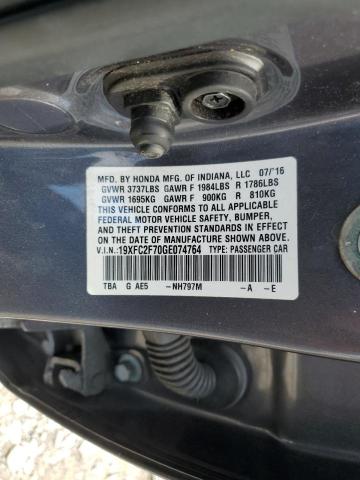 MFD. BY HONDA MFG. OF INDIANA, LLC 07/'16
GVWR 3737LBS GAWR F 1984LBS R 1786LBS
GVWR 1695KG GAWR F 900KG R 810KG
THIS VEHICLE CONFORMS TO ALL APPLICABLE
FEDERAL MOTOR VEHICLE SAFETY, BUMPER,
AND THEFT PREVENTION STANDARDS IN EFFECT
ON THE DATE OF MANUFACTURE SHOWN ABOVE.
V.I.N.:19XFC2F70GE074764 TYPE: PASSENGER CAR
TBA G AE5 -NH797M -A -E